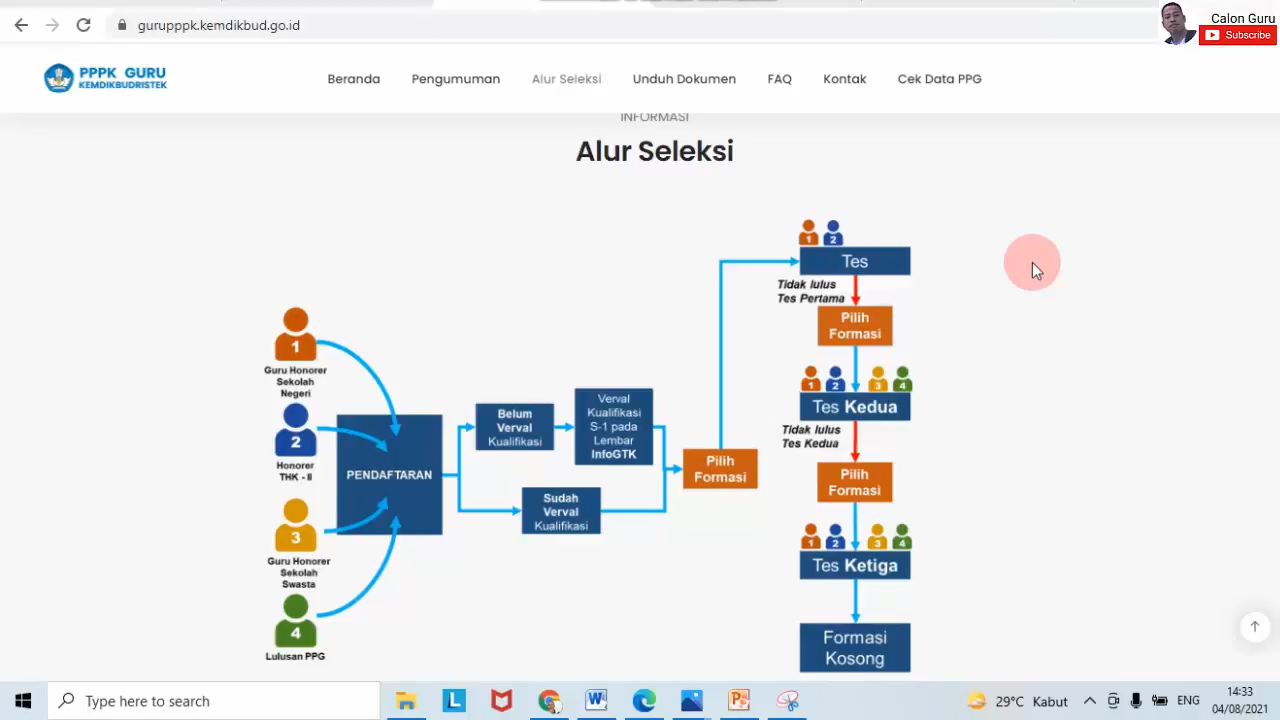 gurupppk.kemdikbud.go.id
Calon Guru
Subscribe
PPPK GURU
KEMDIKBUDRISTEK
Beranda
Pengumuman
Alur Seleksi
Unduh Dokumen
FAQ
Kontak
Cek Data PPG
INFORMASI
Alur Seleksi
1
Guru Honorer
Sekolah
Negeri
2
Honorer
THK - II
3
Guru Honorer
Sekolah
Swasta
4
Lulusan PPG
PENDAFTARAN
Belum
Verval
Kualifikasi
Verval
Kualifikasi
S-1 pada
Lembar
InfoGTK
Sudah
Verval
Kualifikasi
Pilih
Formasi
1 2
Tes
Tidak lulus
Tes Pertama
Pilih
Formasi
1 2 3 4
Tes Kedua
Tidak lulus
Tes Kedua
Pilih
Formasi
1 2 3 4
Tes Ketiga
Formasi
Kosong
Type here to search
29°C Kabut
ENG
14:33
04/08/2021